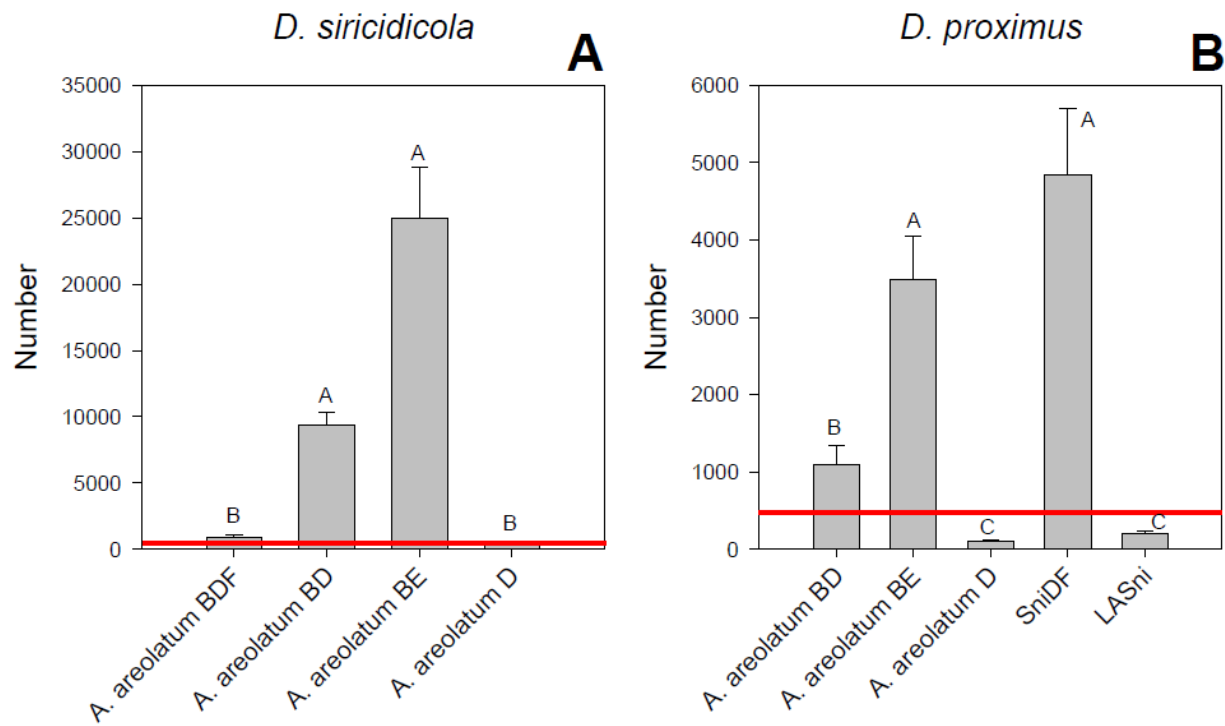 D. siricidicola
A
35000
30000
25000
20000
15000
10000
5000
0
Number
B
A
A
B
A. areolatum BDF
A. areolatum BD
A. areolatum BE
A. areolatum D
D. proximus
B
6000
5000
4000
3000
2000
1000
0
Number
B
A
C
A
C
A. areolatum BD
A. areolatum BE
A. areolatum D
SniDF
LASni